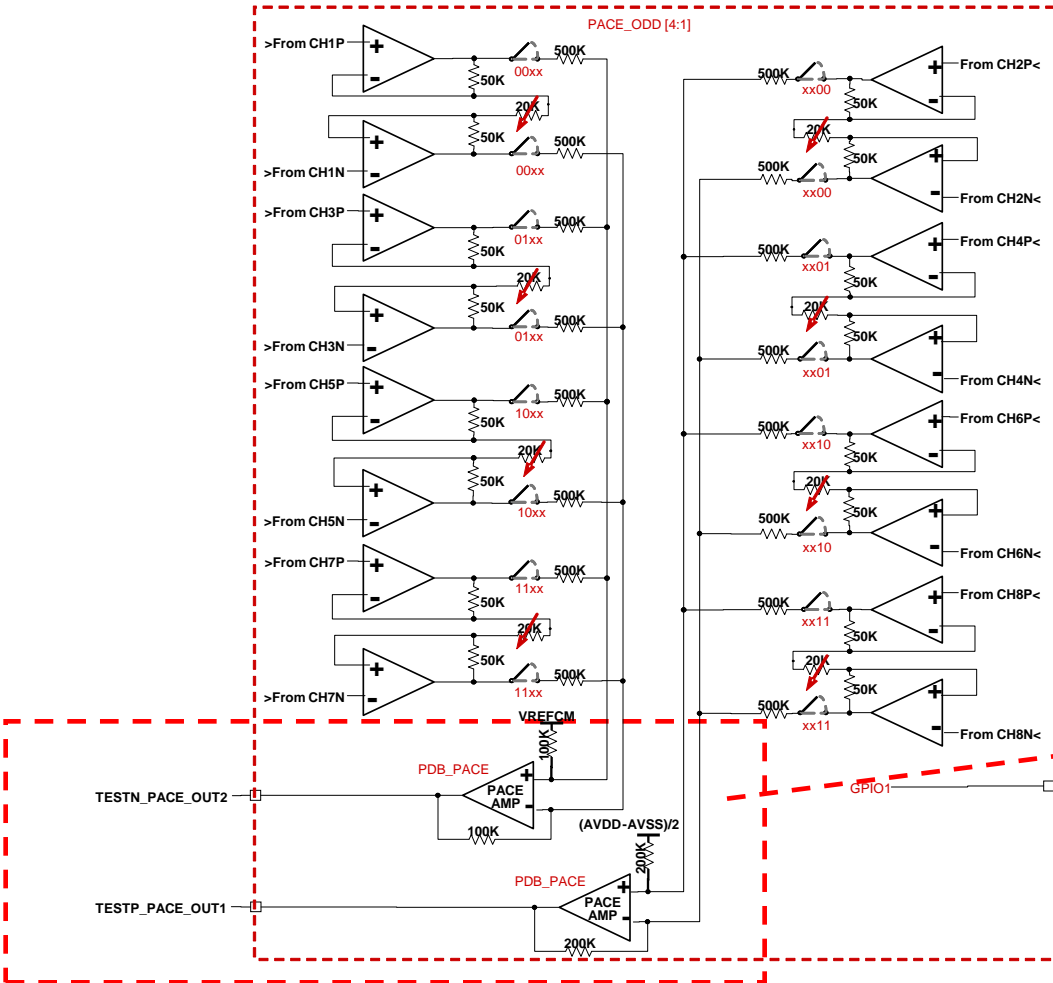 PACE_ODD [4:1]
>From CH1P
+
-
50K
00xx
500K
20K
50K
+
-
>From CH1N
00xx
500K
>From CH3P
+
-
50K
01xx
500K
20K
50K
+
-
>From CH3N
01xx
500K
>From CH5P
+
-
50K
10xx
500K
20K
50K
+
-
>From CH5N
10xx
500K
>From CH7P
+
-
50K
11xx
500K
20K
50K
+
-
>From CH7N
11xx
500K
500K
xx00
50K
+
-
From CH2P<
20K
50K
+
-
500K
xx00
From CH2N<
500K
xx01
50K
+
-
From CH4P<
20K
50K
+
-
500K
xx01
From CH4N<
500K
xx10
50K
+
-
From CH6P<
20K
50K
+
-
500K
xx10
From CH6N<
500K
xx11
50K
+
-
From CH8P<
20K
50K
+
-
500K
xx11
From CH8N<
VREFCM
100K
PDB_PACE
+
-
PACE
AMP
TESTN_PACE_OUT2
100K
GPIO1
(AVDD-AVSS)/2
200K
PDB_PACE
+
-
PACE
AMP
TESTP_PACE_OUT1
200K